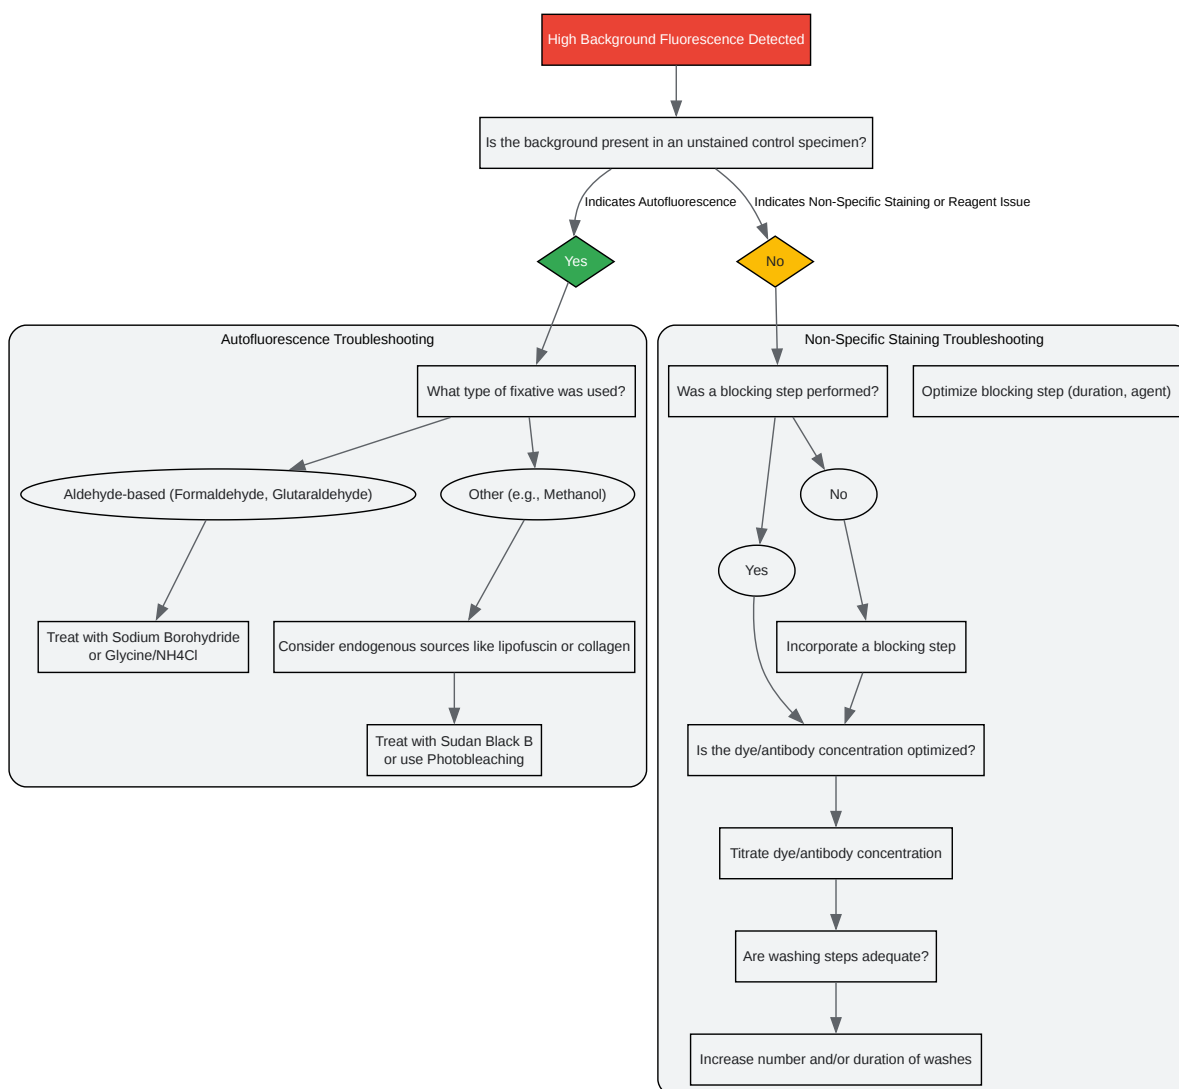 High Background Fluorescence Detected
Is the background present in an unstained control specimen?
Indicates Autofluorescence
Indicates Non-Specific Staining or Reagent Issue
Yes
No
Autofluorescence Troubleshooting
What type of fixative was used?
Aldehyde-based (Formaldehyde, Glutaraldehyde)
Other (e.g., Methanol)
Treat with Sodium Borohydride
or Glycine/NH4Cl
Consider endogenous sources like lipofuscin or collagen
Treat with Sudan Black B
or use Photobleaching
Non-Specific Staining Troubleshooting
Was a blocking step performed?
Optimize blocking step (duration, agent)
No
Yes
Incorporate a blocking step
Is the dye/antibody concentration optimized?
Titrate dye/antibody concentration
Are washing steps adequate?
Increase number and/or duration of washes